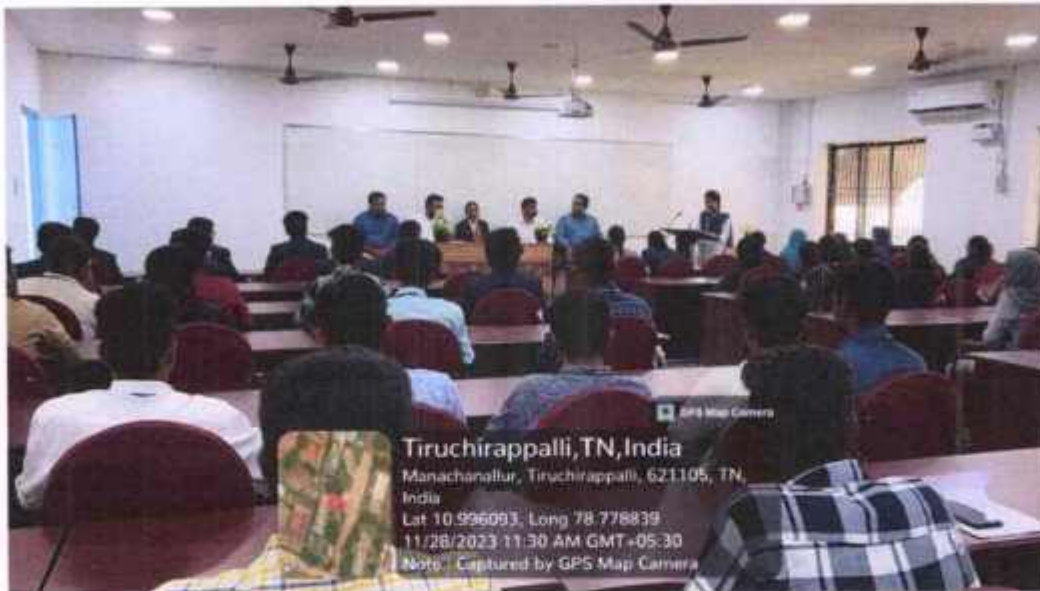 GPS Map Camera
Tiruchirappalli,TN,India
Manachanallur, Tiruchirappalli, 621105, TN,
India
Lat 10.996093, Long 78.778839
11/28/2023 11:30 AM GMT+05:30
Note : Captured by GPS Map Camera